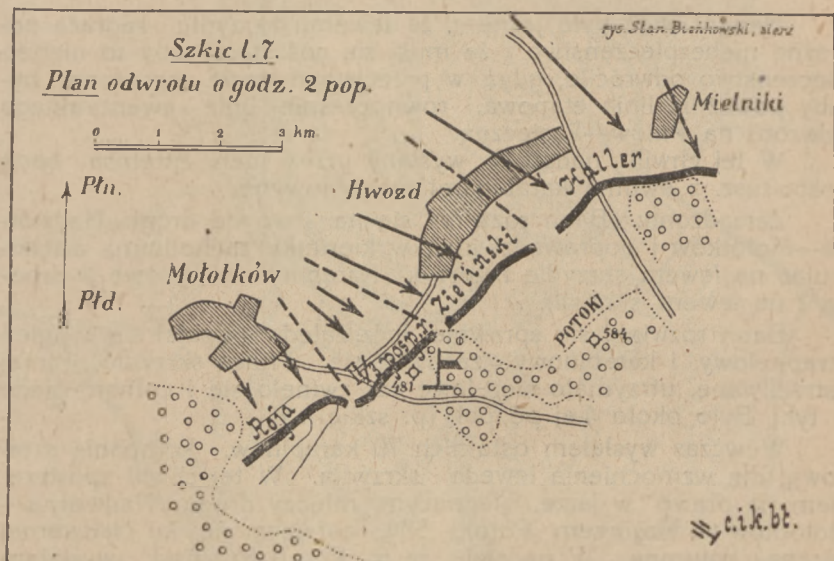 rys. Stan. Bieńkowski, sierż
Szkic l. 7.
Plan odwrotu o godz. 2 pop.
0 1 2 3 km
Płn.
Płd.
Mielniki
Haller
Hwozd
Zieliński
Mołotków
POTOKI
584
481
Roja
c.i k. bt.